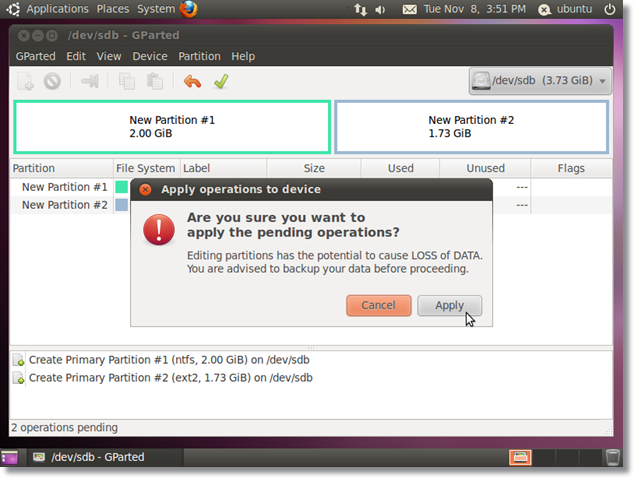 Applications Places System Tue Nov 8, 3:51 PM ubuntu
/dev/sdb - GParted
GParted Edit View Device Partition Help
/dev/sdb (3.73 GiB)
New Partition #1
2.00 GiB
New Partition #2
1.73 GiB
Partition File System Label Size Used Unused Flags
New Partition #1 ---
New Partition #2 ---
Apply operations to device
Are you sure you want to
apply the pending operations?
Editing partitions has the potential to cause LOSS of DATA.
You are advised to backup your data before proceeding.
Cancel Apply
Create Primary Partition #1 (ntfs, 2.00 GiB) on /dev/sdb
Create Primary Partition #2 (ext2, 1.73 GiB) on /dev/sdb
2 operations pending
/dev/sdb - GParted